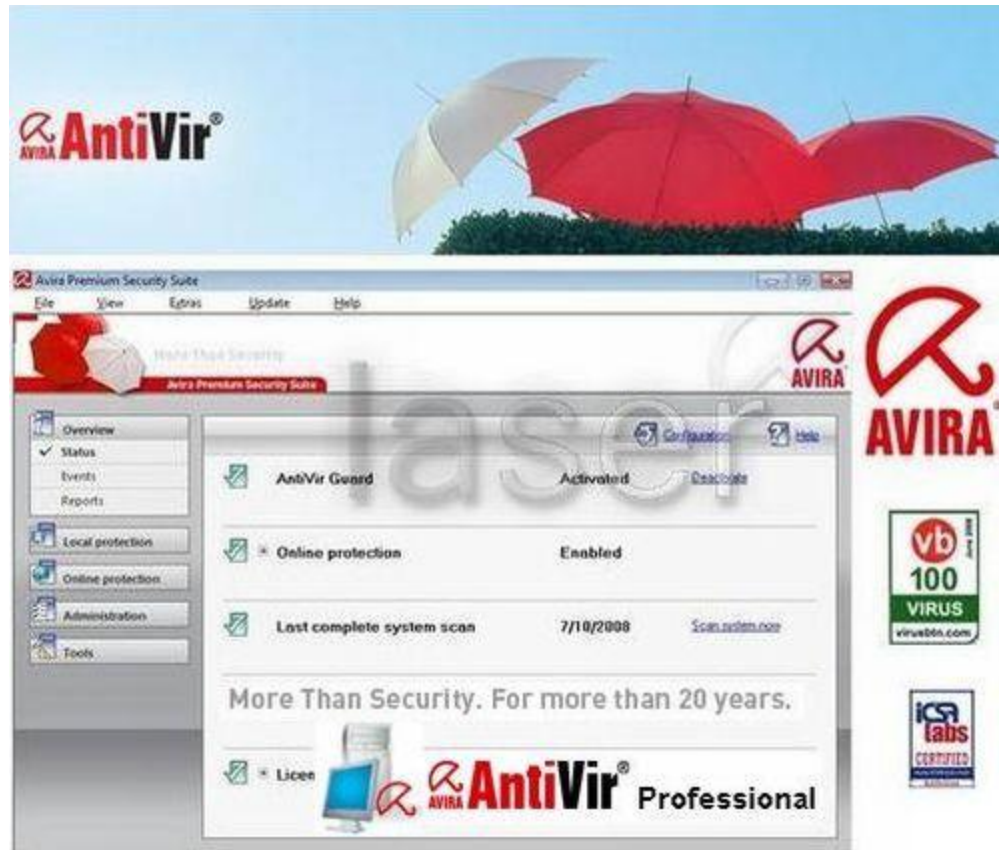 AVIRA AntiVir®
Avira Premium Security Suite
File View Extras Update Help
More Than Security
Avira Premium Security Suite
AVIRA
AVIRA®
laser
Overview
Status
Events
Reports
Local protection
Online protection
Administration
Tools
Configuration Help
AntiVir Guard Activated Deactivate
Online protection Enabled
Last complete system scan 7/10/2008 Scan system now
More Than Security. For more than 20 years.
Licen
AVIRA AntiVir® Professional
vb
100
VIRUS
virusbtn.com
ICSA
labs
CERTIFIED